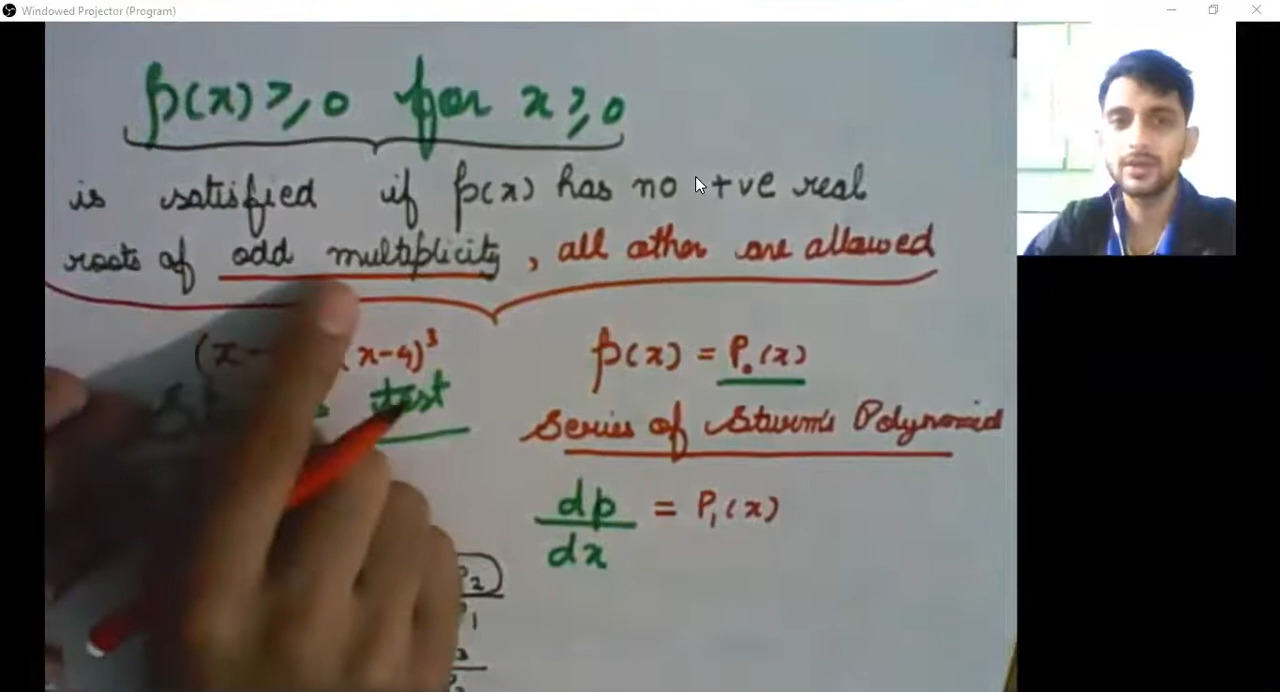 Windowed Projector (Program)
p(x) ≥ 0 for x ≥ 0
is satisfied if p(x) has no +ve real
roots of odd multiplicity, all other are allowed
(x- (x-4)³
test
p(x) = P₀(x)
Series of Sturm's Polynomial
dp/dx = P₁(x)
P₂